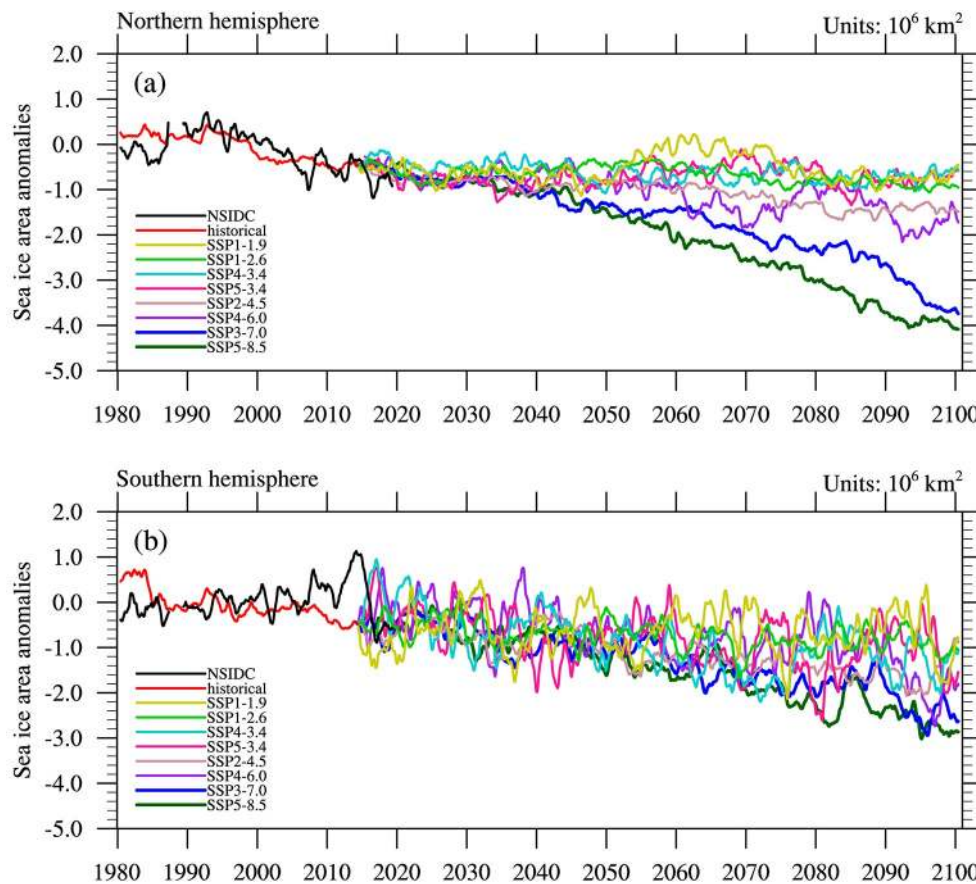 Northern hemisphere Units: 10⁶ km²
2.0
(a)
1.0
0.0
-1.0
-2.0
-3.0
-4.0
-5.0
Sea ice area anomalies
NSIDC
historical
SSP1-1.9
SSP1-2.6
SSP4-3.4
SSP5-3.4
SSP2-4.5
SSP4-6.0
SSP3-7.0
SSP5-8.5
1980 1990 2000 2010 2020 2030 2040 2050 2060 2070 2080 2090 2100
Southern hemisphere Units: 10⁶ km²
2.0
(b)
1.0
0.0
-1.0
-2.0
-3.0
-4.0
-5.0
Sea ice area anomalies
NSIDC
historical
SSP1-1.9
SSP1-2.6
SSP4-3.4
SSP5-3.4
SSP2-4.5
SSP4-6.0
SSP3-7.0
SSP5-8.5
1980 1990 2000 2010 2020 2030 2040 2050 2060 2070 2080 2090 2100